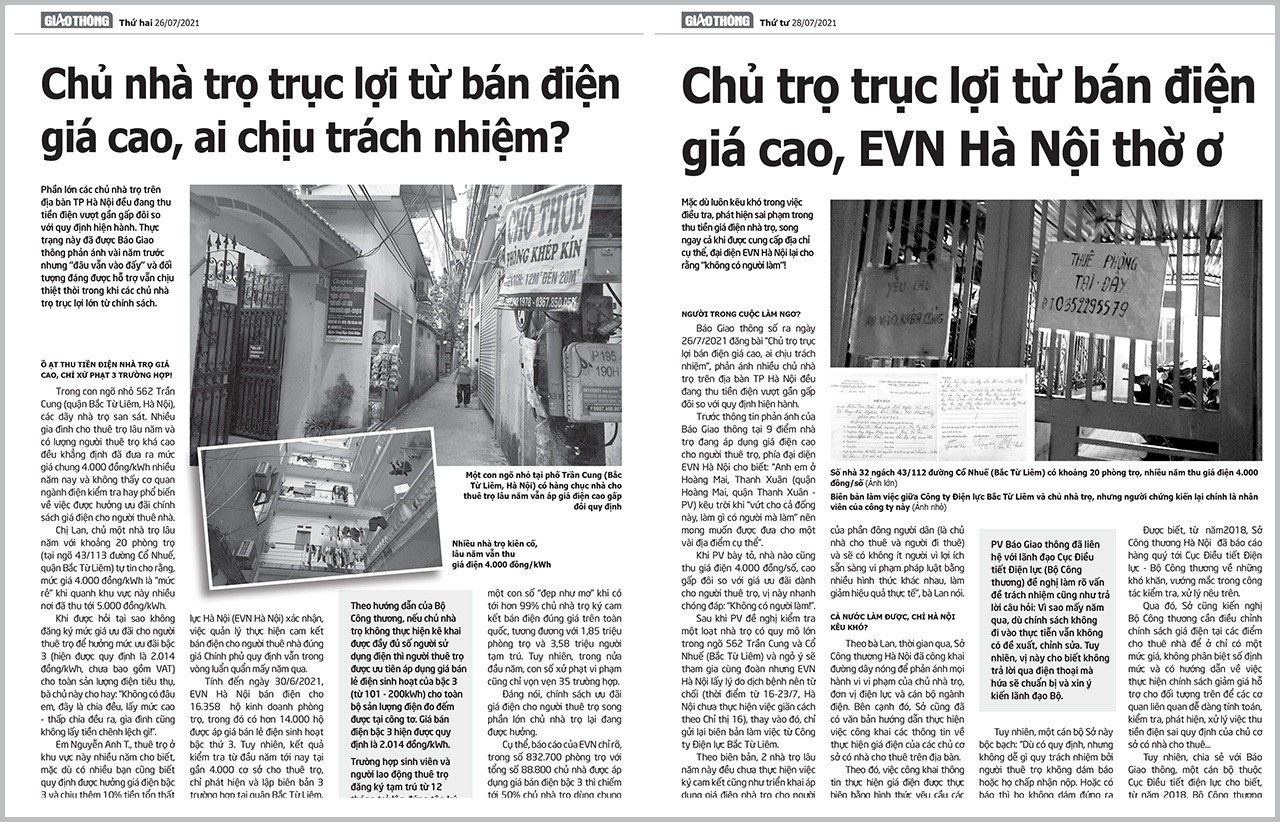 GIAO THÔNG Thứ hai 26/07/2021
Chủ nhà trọ trục lợi từ bán điện
giá cao, ai chịu trách nhiệm?
Phần lớn các chủ nhà trọ trên
địa bàn TP Hà Nội đều đang thu
tiền điện vượt gần gấp đôi so
với quy định hiện hành. Thực
trạng này đã được Báo Giao
thông phản ánh vài năm trước
nhưng “đâu vẫn vào đấy” và đối
tượng đáng được hỗ trợ vẫn chịu
thiệt thời trong khi các chủ nhà
trọ trục lợi lớn từ chính sách.
CHO THUÊ
PHÒNG KHÉP KÍN
Ồ ẠT THU TIỀN ĐIỆN NHÀ TRỌ GIÁ
CAO, CHỈ XỬ PHẠT 3 TRƯỜNG HỢP!
Trong con ngõ nhỏ 562 Trần
Cung (quận Bắc Từ Liêm, Hà Nội),
các dãy nhà trọ san sát. Nhiều
gia đình cho thuê trọ lâu năm và
có lượng người thuê trọ khá cao
đều khẳng định đã đưa ra mức
giá chung 4.000 đồng/kWh nhiều
năm nay và không thấy cơ quan
ngành điện kiểm tra hay phổ biến
về việc được hưởng ưu đãi chính
sách giá điện cho người thuê nhà.
Chị Lan, chủ một nhà trọ lâu
năm với khoảng 20 phòng trọ
(tại ngõ 43/113 đường Cổ Nhuế,
quận Bắc Từ Liêm) tự tin cho rằng,
mức giá 4.000 đồng/kWh là “mức
rẻ” khi quanh khu vực này nhiều
nơi đã thu tới 5.000 đồng/kWh.
Khi được hỏi tại sao không
đăng ký mức giá ưu đãi cho người
thuê trọ để hưởng mức ưu đãi bậc
3 (hiện được quy định là 2.014
đồng/kWh, chưa bao gồm VAT)
cho toàn sản lượng điện tiêu thụ,
bà chủ này cho hay: “Không có đâu
em, đây là chia đều, lấy mức cao
- thấp chia đều ra, gia đình cũng
không lấy tiền chênh lệch gì!”.
Em Nguyễn Anh T., thuê trọ ở
khu vực này nhiều năm cho biết,
mặc dù có nhiều bạn cũng biết
quy định được hưởng giá điện bậc
3 và chịu thêm 10% tiền tổn thất
Một con ngõ nhỏ tại phố Trần Cung (Bắc
Từ Liêm, Hà Nội) có hàng chục nhà cho
thuê trọ lâu năm vẫn áp giá điện cao gấp
đôi quy định
Nhiều nhà trọ kiên cố,
lâu năm vẫn thu
giá điện 4.000 đồng/kWh
lực Hà Nội (EVN Hà Nội) xác nhận,
việc quản lý thực hiện cam kết
bán điện cho người thuê nhà đúng
giá Chính phủ quy định vẫn trong
vòng luẩn quẩn mấy năm qua.
Tính đến ngày 30/6/2021,
EVN Hà Nội bán điện cho
16.358 hộ kinh doanh phòng
trọ, trong đó có hơn 14.000 hộ
được áp giá bán lẻ điện sinh hoạt
bậc thứ 3. Tuy nhiên, kết quả
kiểm tra từ đầu năm tới nay tại
gần 4.000 cơ sở cho thuê trọ,
chỉ phát hiện và lập biên bản 3
trường hợp tại quận Bắc Từ Liêm,
Theo hướng dẫn của Bộ
Công thương, nếu chủ nhà
trọ không thực hiện kê khai
được đầy đủ số người sử
dụng điện thì người thuê trọ
được ưu tiên áp dụng giá bán
lẻ điện sinh hoạt của bậc 3
(từ 101 - 200kWh) cho toàn
bộ sản lượng điện đo đếm
được tại công tơ. Giá bán
điện bậc 3 hiện được quy
định là 2.014 đồng/kWh.
Trường hợp sinh viên và
người lao động thuê trọ
đăng ký tạm trú từ 12
một con số “đẹp như mơ” khi có
tới hơn 99% chủ nhà trọ ký cam
kết bán điện đúng giá trên toàn
quốc, tương đương với 1,85 triệu
phòng trọ và 3,58 triệu người
tạm trú. Tuy nhiên, trong nửa
đầu năm, con số xử phạt vi phạm
cũng chỉ vọn vẹn 35 trường hợp.
Đáng nói, chính sách ưu đãi
giá điện cho người thuê trọ song
phần lớn chủ nhà trọ lại đang
được hưởng.
Cụ thể, báo cáo của EVN chỉ rõ,
trong số 832.700 phòng trọ với
tổng số 88.800 chủ nhà được áp
dụng giá bán điện bậc 3 thì chiếm
tới 50% chủ nhà trọ dùng chung
GIAO THÔNG Thứ tư 28/07/2021
Chủ trọ trục lợi từ bán điện
giá cao, EVN Hà Nội thờ ơ
Mặc dù luôn kêu khó trong việc
điều tra, phát hiện sai phạm trong
thu tiền giá điện nhà trọ, song
ngay cả khi được cung cấp địa chỉ
cụ thể, đại diện EVN Hà Nội lại cho
rằng “không có người làm”!
YÊU CẦU
RA VÀO KHÓA CỔNG
THUÊ PHÒNG
TẠI ĐÂY
ĐT 0352295579
NGƯỜI TRONG CUỘC LÀM NGƠ?
Báo Giao thông số ra ngày
26/7/2021 đăng bài “Chủ trọ trục
lợi bán điện giá cao, ai chịu trách
nhiệm”, phản ánh nhiều chủ nhà
trọ trên địa bàn TP Hà Nội đều
đang thu tiền điện vượt gần gấp
đôi so với quy định hiện hành.
Trước thông tin phản ánh của
Báo Giao thông tại 9 điểm nhà
trọ đang áp dụng giá điện cao
cho người thuê trọ, phía đại diện
EVN Hà Nội cho biết: “Anh em ở
Hoàng Mai, Thanh Xuân (quận
Hoàng Mai, quận Thanh Xuân -
PV) kêu trời khi “vứt cho cả đống
này, làm gì có người mà làm” nên
mong muốn được đưa cho một
vài địa điểm cụ thể”.
Khi PV bày tỏ, nhà nào cũng
thu giá điện 4.000 đồng/số, cao
gấp đôi so với giá ưu đãi dành
cho người thuê trọ, vị này nhanh
chóng đáp: “Không có người làm!”.
Sau khi PV đề nghị kiểm tra
một loạt nhà trọ có quy mô lớn
trong ngõ 562 Trần Cung và Cổ
Nhuế (Bắc Từ Liêm) và ngỏ ý sẽ
tham gia cùng đoàn nhưng EVN
Hà Nội lấy lý do dịch bệnh nên từ
chối (thời điểm từ 16-23/7, Hà
Nội chưa thực hiện việc giãn cách
theo Chỉ thị 16), thay vào đó, chỉ
gửi lại biên bản làm việc từ Công
ty Điện lực Bắc Từ Liêm.
Theo biên bản, 2 nhà trọ lâu
năm này đều chưa thực hiện việc
ký cam kết cũng như triển khai áp
dụng giá điện nhà trọ cho người
Số nhà 32 ngách 43/112 đường Cổ Nhuế (Bắc Từ Liêm) có khoảng 20 phòng trọ, nhiều năm thu giá điện 4.000
đồng/số (Ảnh lớn)
Biên bản làm việc giữa Công ty Điện lực Bắc Từ Liêm và chủ nhà trọ, nhưng người chứng kiến lại chính là nhân
viên của công ty này (Ảnh nhỏ)
của phần đông người dân (là chủ
nhà cho thuê và người đi thuê)
và sẽ có không ít người vì lợi ích
sẵn sàng vi phạm pháp luật bằng
nhiều hình thức khác nhau, làm
giảm hiệu quả thực tế”, bà Lan nói.
CẢ NƯỚC LÀM ĐƯỢC, CHỈ HÀ NỘI
KÊU KHÓ?
Theo bà Lan, thời gian qua, Sở
Công thương Hà Nội đã công khai
đường dây nóng để phản ánh mọi
hành vi vi phạm của chủ nhà trọ,
đơn vị điện lực và cán bộ ngành
điện. Bên cạnh đó, Sở cũng đã
có văn bản hướng dẫn thực hiện
việc công khai các thông tin về
thực hiện giá điện của các chủ cơ
sở có nhà cho thuê trên địa bàn.
Theo đó, việc công khai thông
tin thực hiện giá điện được thực
hiện bằng hình thức yêu cầu các
PV Báo Giao thông đã liên
hệ với lãnh đạo Cục Điều
tiết Điện lực (Bộ Công
thương) đề nghị làm rõ vấn
đề trách nhiệm cũng như trả
lời câu hỏi: Vì sao mấy năm
qua, dù chính sách không
đi vào thực tiễn vẫn không
có đề xuất, chỉnh sửa. Tuy
nhiên, vị này cho biết không
trả lời qua điện thoại mà
hứa sẽ chuẩn bị và xin ý
kiến lãnh đạo Bộ.
Tuy nhiên, một cán bộ Sở này
bộc bạch: “Dù có quy định, nhưng
không dễ gì quy trách nhiệm bởi
người thuê trọ không dám báo
hoặc họ chấp nhận nộp. Hoặc có
báo thì họ không dám đứng ra
Được biết, từ năm2018, Sở
Công thương Hà Nội đã báo cáo
hàng quý tới Cục Điều tiết Điện
lực - Bộ Công thương về những
khó khăn, vướng mắc trong công
tác kiểm tra, xử lý nêu trên.
Qua đó, Sở cũng kiến nghị
Bộ Công thương cần điều chỉnh
chính sách giá điện tại các điểm
cho thuê nhà để ở chỉ có một
mức giá, không phân biệt số định
mức và có hướng dẫn về việc
thực hiện chính sách giảm giá hỗ
trợ cho đối tượng trên để các cơ
quan liên quan dễ dàng tính toán,
kiểm tra, phát hiện, xử lý việc thu
tiền điện sai quy định của chủ cơ
sở có nhà cho thuê...
Tuy nhiên, chia sẻ với Báo
Giao thông, một cán bộ thuộc
Cục Điều tiết điện lực cho biết,
từ năm 2018, Bộ Công thương